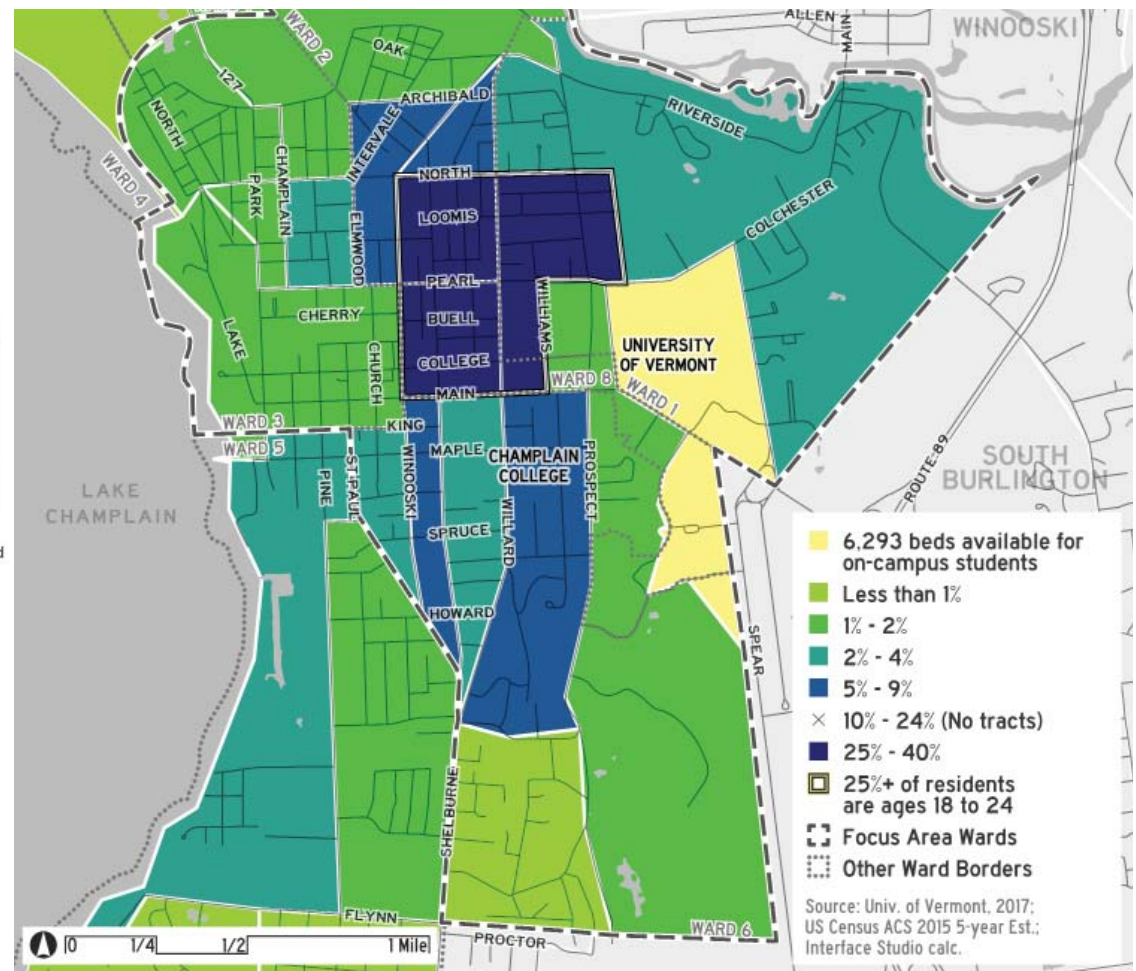 ALLEN
MAIN
WINOOSKI
WARD 2
OAK
127
NORTH
ARCHIBALD
RIVERSIDE
INTERVALE
CHAMPLAIN
PARK
WARD 4
NORTH
LOOMIS
ELMWOOD
COLCHESTER
PEARL
WILLIAMS
CHERRY
BUELL
LAKE
CHURCH
COLLEGE
UNIVERSITY
OF VERMONT
MAIN
WARD 8
WARD 1
WARD 3
KING
WARD 5
MAPLE
CHAMPLAIN
COLLEGE
PROSPECT
WINOOSKI
ST PAUL
PINE
ROUTE-89
SOUTH
BURLINGTON
LAKE
CHAMPLAIN
SPRUCE
WILLARD
d
HOWARD
SPEAR
SHELBURNE
FLYNN
PROCTOR
WARD 6
6,293 beds available for
on-campus students
Less than 1%
1% - 2%
2% - 4%
5% - 9%
10% - 24% (No tracts)
25% - 40%
25%+ of residents
are ages 18 to 24
Focus Area Wards
Other Ward Borders
Source: Univ. of Vermont, 2017;
US Census ACS 2015 5-year Est.;
Interface Studio calc.
0 1/4 1/2 1 Mile